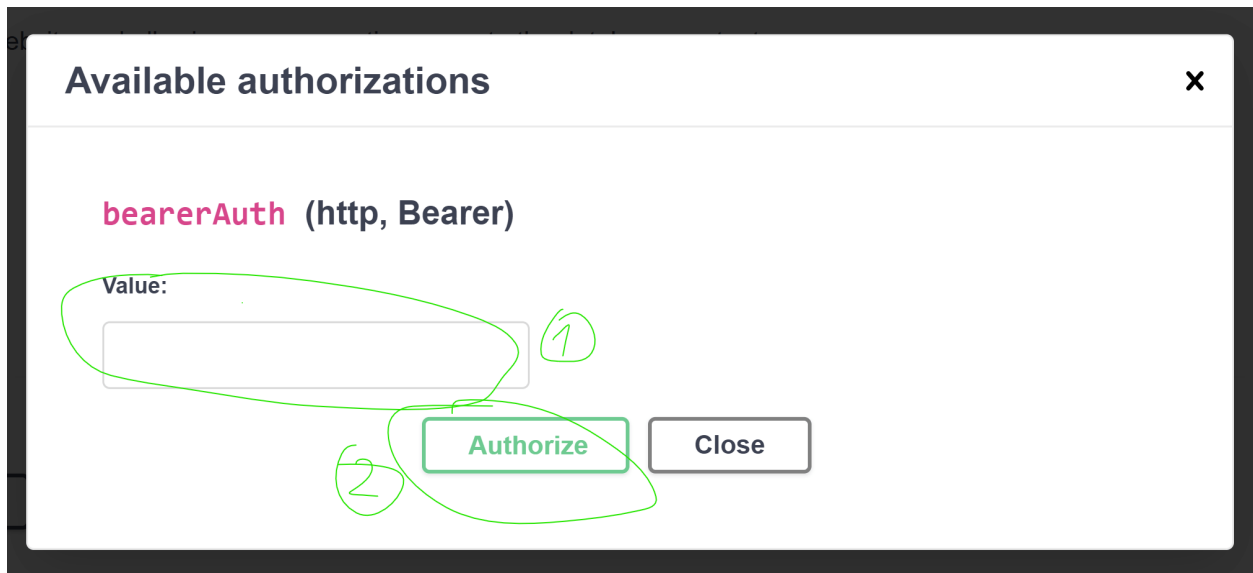 Available authorizations
bearerAuth (http, Bearer)
Value:
1
2
Authorize Close